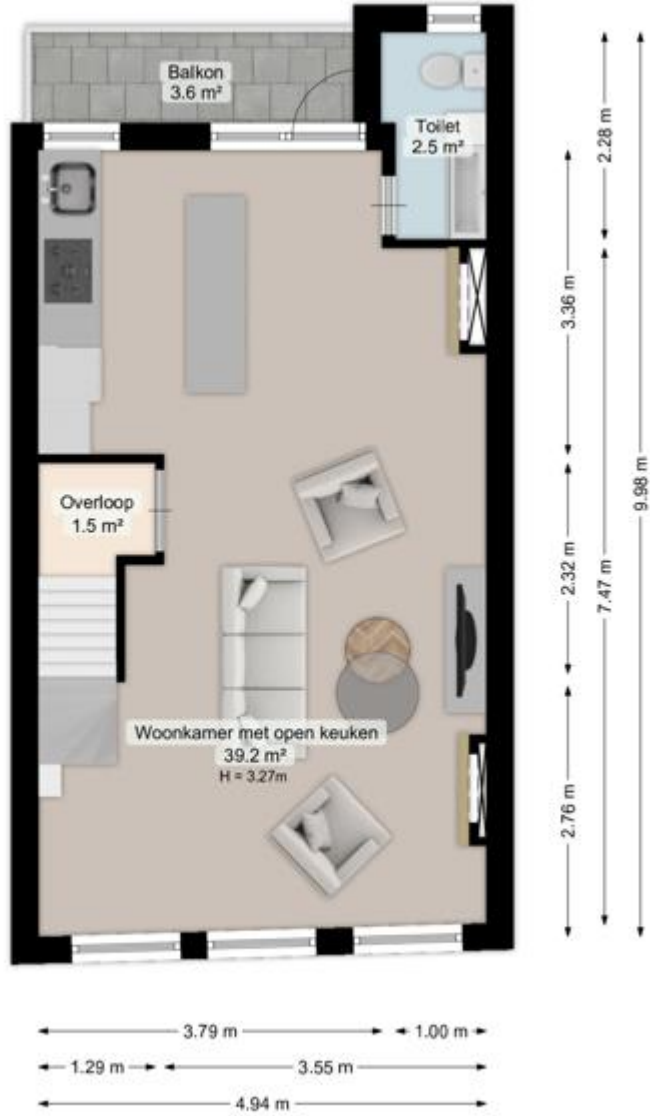 Balkon
3.6 m²
Toilet
2.5 m²
2.28 m
3.36 m
9.98 m
Overloop
1.5 m²
2.32 m
7.47 m
Woonkamer met open keuken
39.2 m²
H = 3.27m
2.76 m
3.79 m
1.00 m
1.29 m
3.55 m
4.94 m